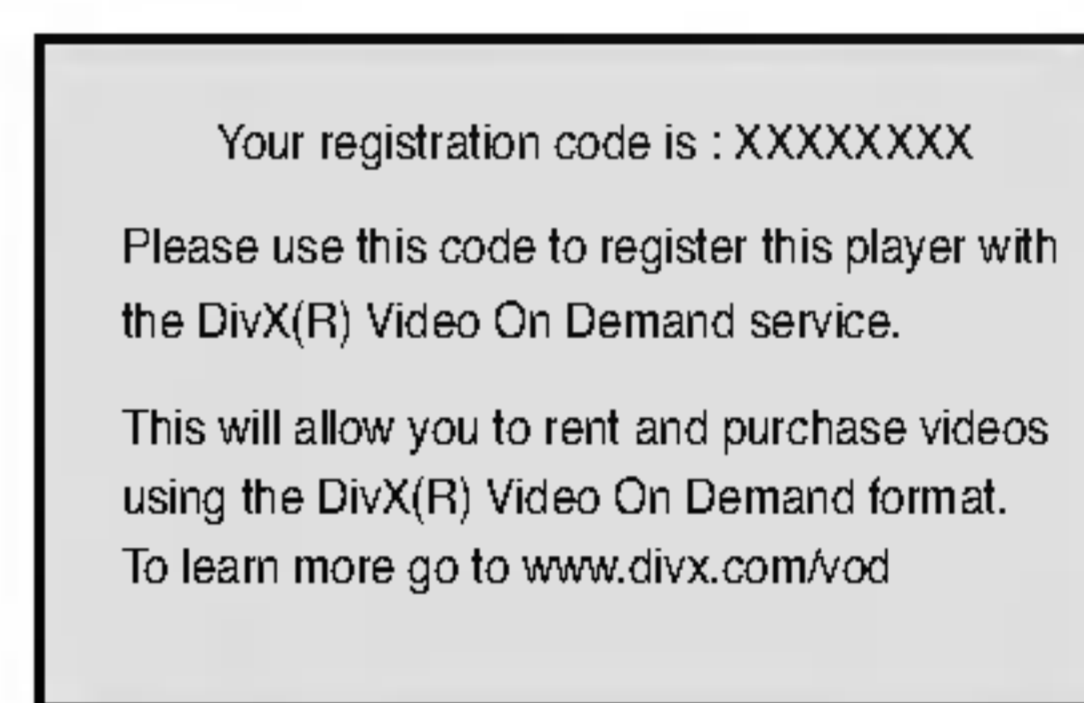 Your registration code is : XXXXXXXX
Please use this code to register this player with
the DivX(R) Video On Demand service.
This will allow you to rent and purchase videos
using the DivX(R) Video On Demand format.
To learn more go to www.divx.com/vod